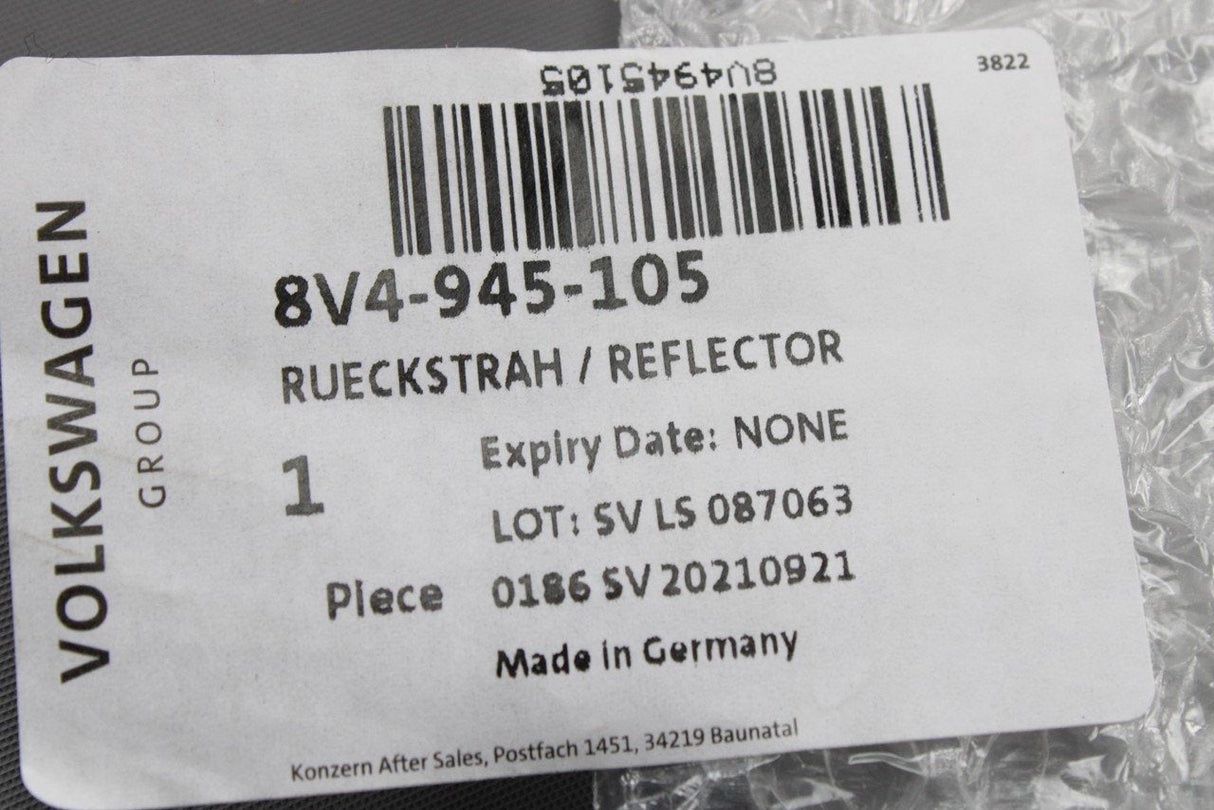 3822
8U4945105
8V4-945-105
RUECKSTRAH / REFLECTOR
Expiry Date: NONE
1
LOT: SV LS 087063
Piece
0186 SV 20210921
Made in Germany
Konzern After Sales, Postfach 1451, 34219 Baunatal
VOLKSWAGEN
GROUP